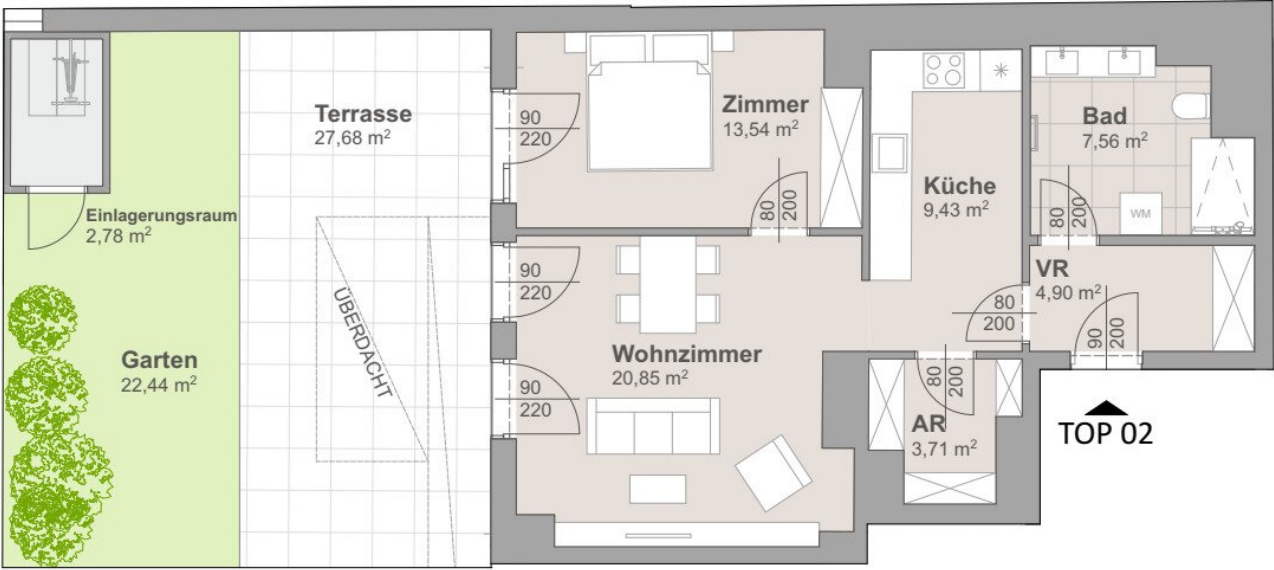 Terrasse
27,68 m²
90
220
Zimmer
13,54 m²
80
200
Küche
9,43 m²
Bad
7,56 m²
80
200
WM
Einlagerungsraum
2,78 m²
ÜBERDACHT
90
220
VR
4,90 m²
80
200
90
200
Garten
22,44 m²
90
220
Wohnzimmer
20,85 m²
80
200
AR
3,71 m²
TOP 02